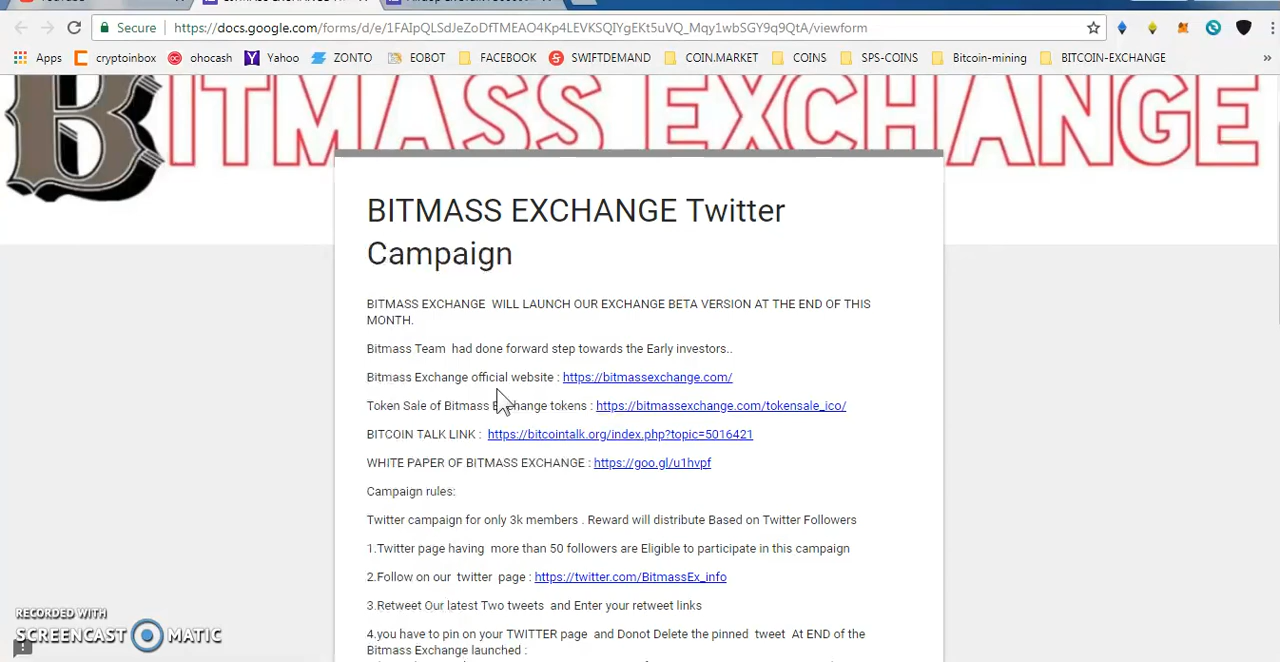 Secure https://docs.google.com/forms/d/e/1FAIpQLSdJeZoDfTMFAO4Kp4LEVKSQIYgEKt5uVQ_Mqy1wbSGY9q9QtA/viewform
Apps cryptoinkv ohocash Yahoo ZONTO EOBOT FACEBOOK SWIFTDEMAND COIN.MARKET COINS SPS-COINS Bitcoin-mining BITCOIN-EXCHANGE »
BITMASS EXCHANGE
BITMASS EXCHANGE Twitter
Campaign
BITMASS EXCHANGE WILL LAUNCH OUR EXCHANGE BETA VERSION AT THE END OF THIS
MONTH.
Bitmass Team had done forward step towards the Early investors..
Bitmass Exchange official website : https://bitmassexchange.com/
Token Sale of Bitmass Exchange tokens : https://bitmassexchange.com/tokensale_ico/
BITCOIN TALK LINK : https://bitcointalk.org/index.php?topic=5016421
WHITE PAPER OF BITMASS EXCHANGE : https://goo.gl/u1hvpf
Campaign rules:
Twitter campaign for only 3k members . Reward will distribute Based on Twitter Followers
1.Twitter page having more than 50 followers are Eligible to participate in this campaign
2.Follow on our twitter page : https://twitter.com/BitmassEx_info
3.Retweet Our latest Two tweets and Enter your retweet links
4.you have to pin on your TWITTER page and Donot Delete the pinned tweet At END of the
Bitmass Exchange launched :
RECORDED WITH
SCREENCAST MATIC